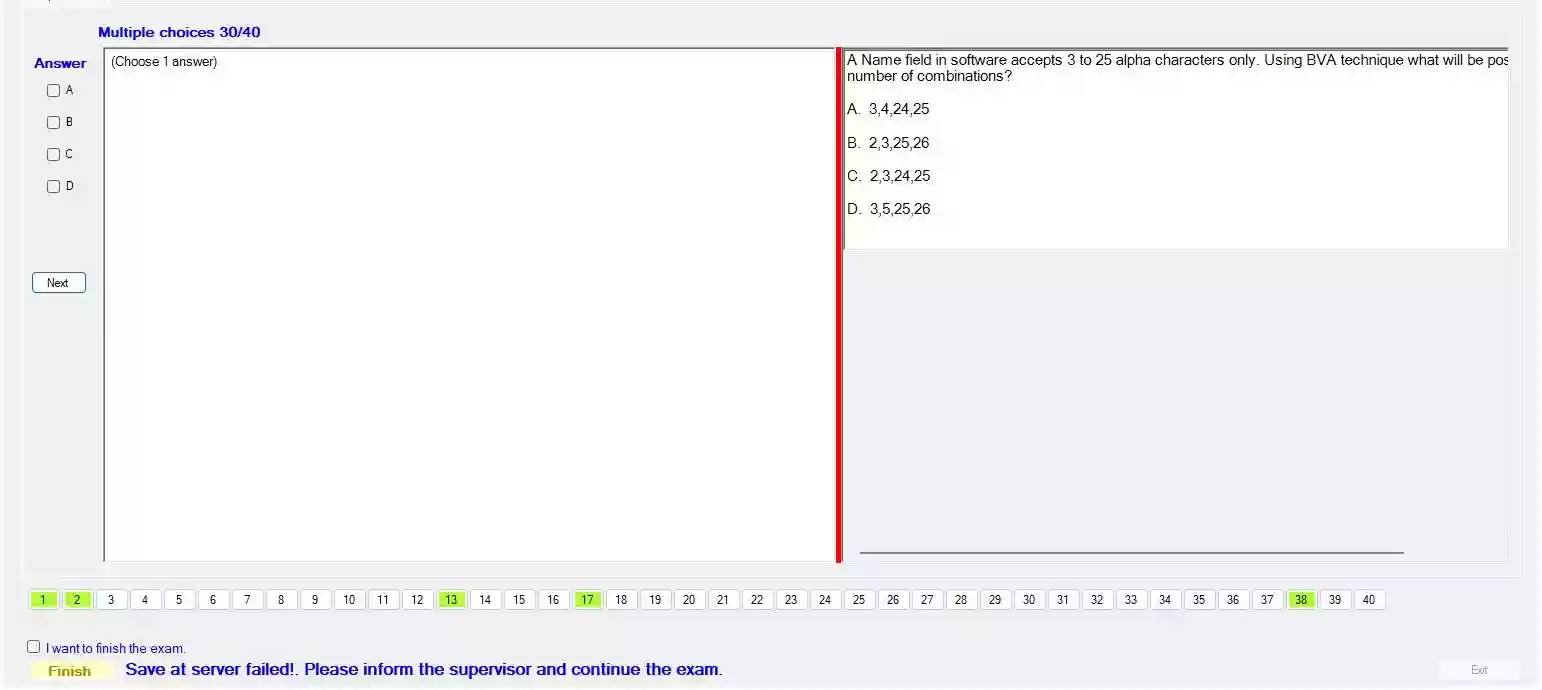 Multiple choices 30/40
Answer
(Choose 1 answer)
A
B
C
D
Next
A Name field in software accepts 3 to 25 alpha characters only. Using BVA technique what will be
number of combinations?
A. 3,4,24,25
B. 2,3,25,26
C. 2,3,24,25
D. 3,5,25,26
1 2 3 4 5 6 7 8 9 10 11 12 13 14 15 16 17 18 19 20 21 22 23 24 25 26 27 28 29 30 31 32 33 34 35 36 37 38 39 40
I want to finish the exam.
Finish Save at server failed!. Please inform the supervisor and continue the exam.
Exit